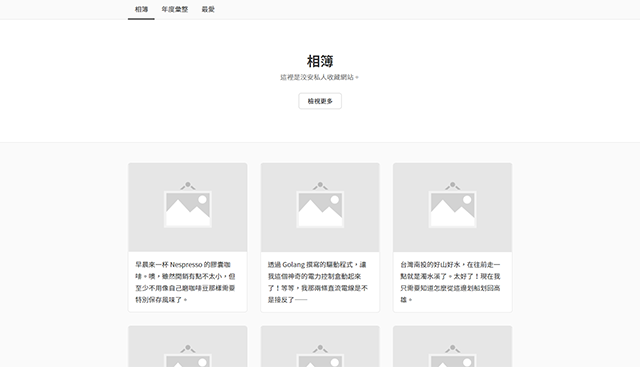 相簿 年度彙整 最愛
相簿
這裡是洨安私人收藏網站。
檢視更多
早晨來一杯 Nespresso 的膠囊咖
啡。噢,雖然開銷有點不太小,但
至少不用像自己磨咖啡豆那樣需要
特別保存風味了。
透過 Golang 撰寫的驅動程式,讓
我這個神奇的電力控制盒動起來
了!等等,我那兩條直流電線是不
是接反了——
台灣南投的好山好水,在往前走一
點就是濁水溪了。太好了!現在我
只需要知道怎麼從這邊划船划回高
雄。